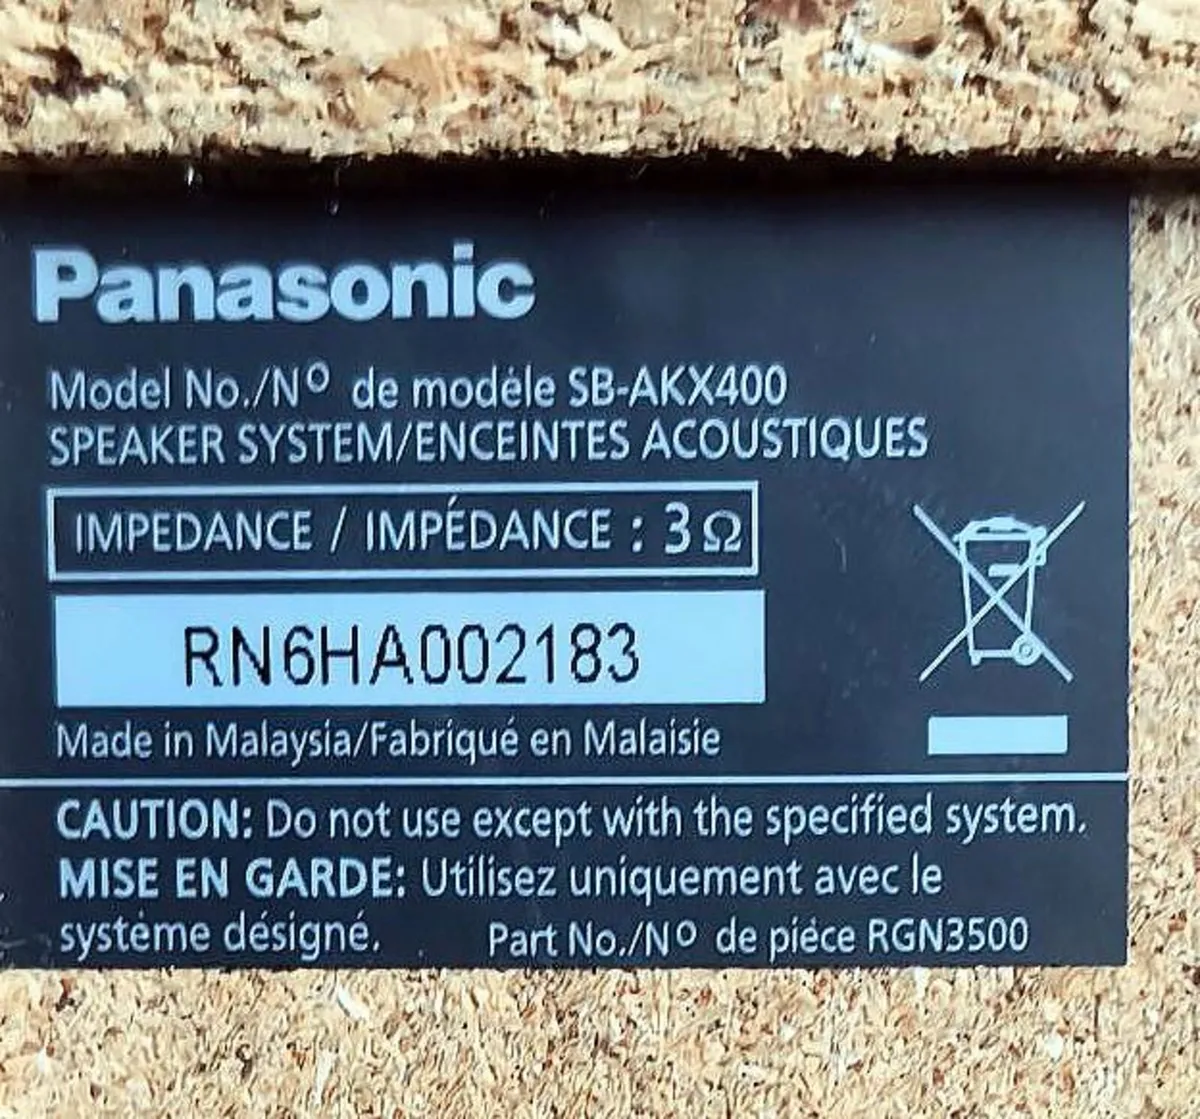 Panasonic
Model No./Nº de modèle SB-AKX400
SPEAKER SYSTEM/ENCEINTES ACOUSTIQUES
IMPEDANCE / IMPÉDANCE : 3 Ω
RN6HA002183
Made in Malaysia/Fabriqué en Malaisie
CAUTION: Do not use except with the specified system.
MISE EN GARDE: Utilisez uniquement avec le
système désigné. Part No./Nº de pièce RGN3500